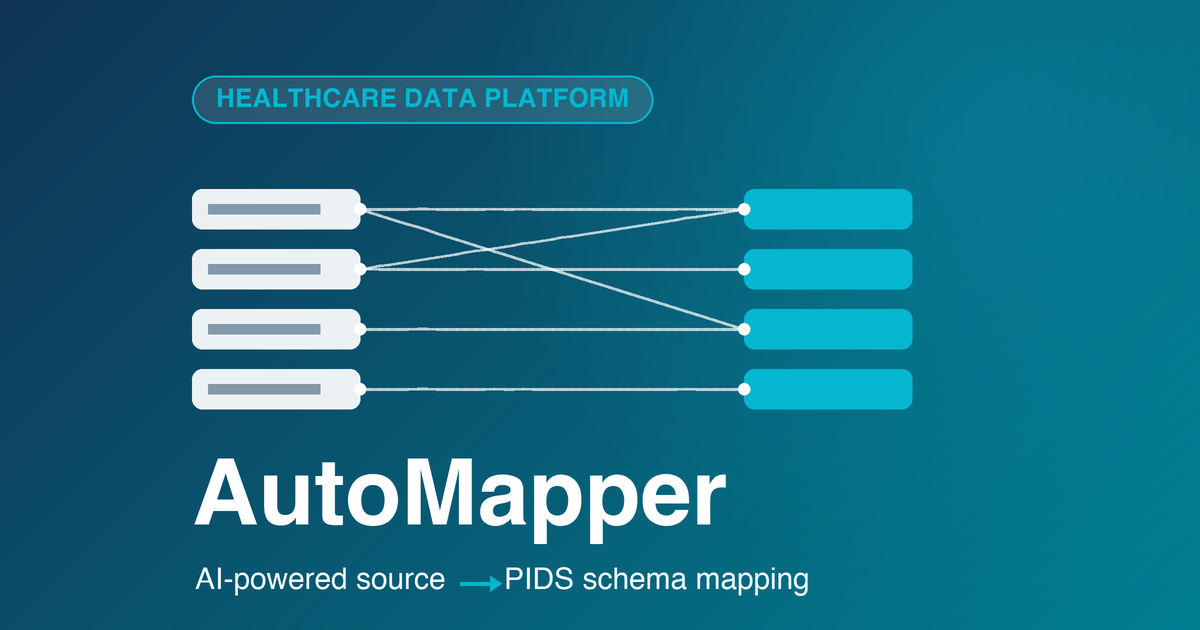 HEALTHCARE DATA PLATFORM
AutoMapper
AI-powered source → PIDS schema mapping